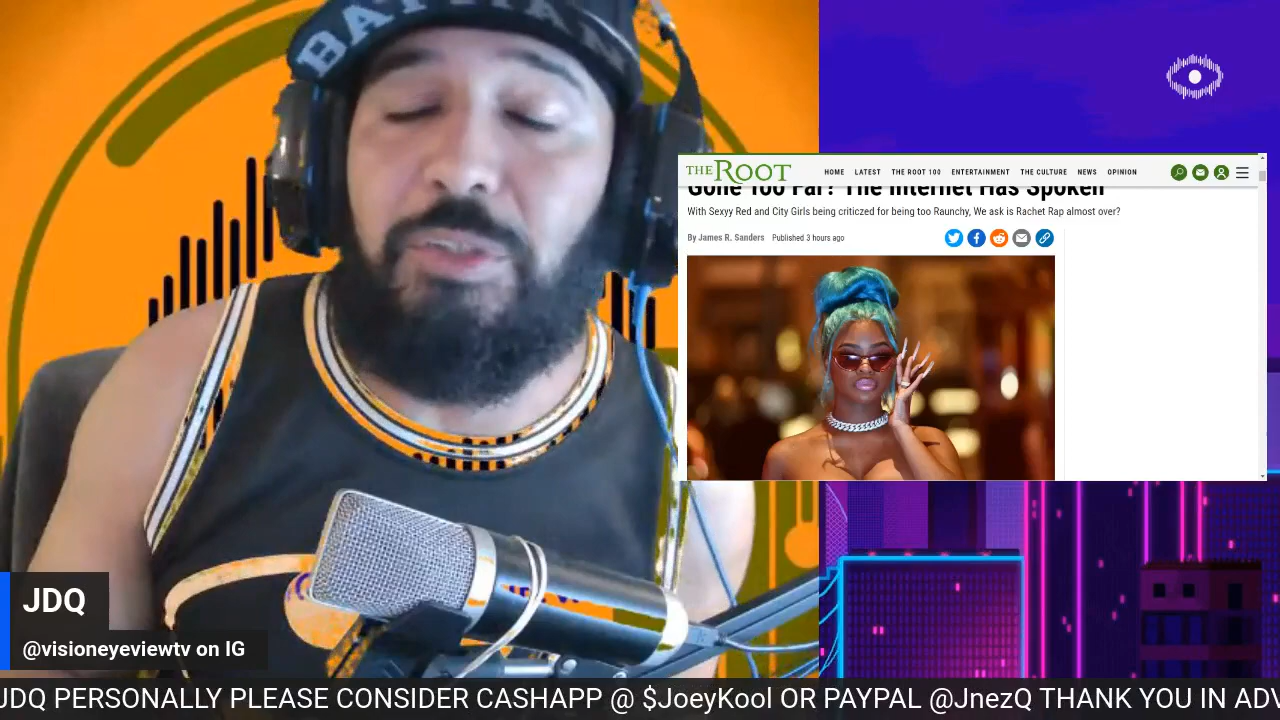 BATMAN
THE ROOT
HOME LATEST THE ROOT 100 ENTERTAINMENT THE CULTURE NEWS OPINION
Gone Too Far? The Internet Has Spoken
With Sexyy Red and City Girls being criticzed for being too Raunchy, We ask is Rachet Rap almost over?
By James R. Sanders Published 3 hours ago
JDQ
@visioneyeviewtv on IG
JDQ PERSONALLY PLEASE CONSIDER CASHAPP @ $JoeyKool OR PAYPAL @JnezQ THANK YOU IN ADV